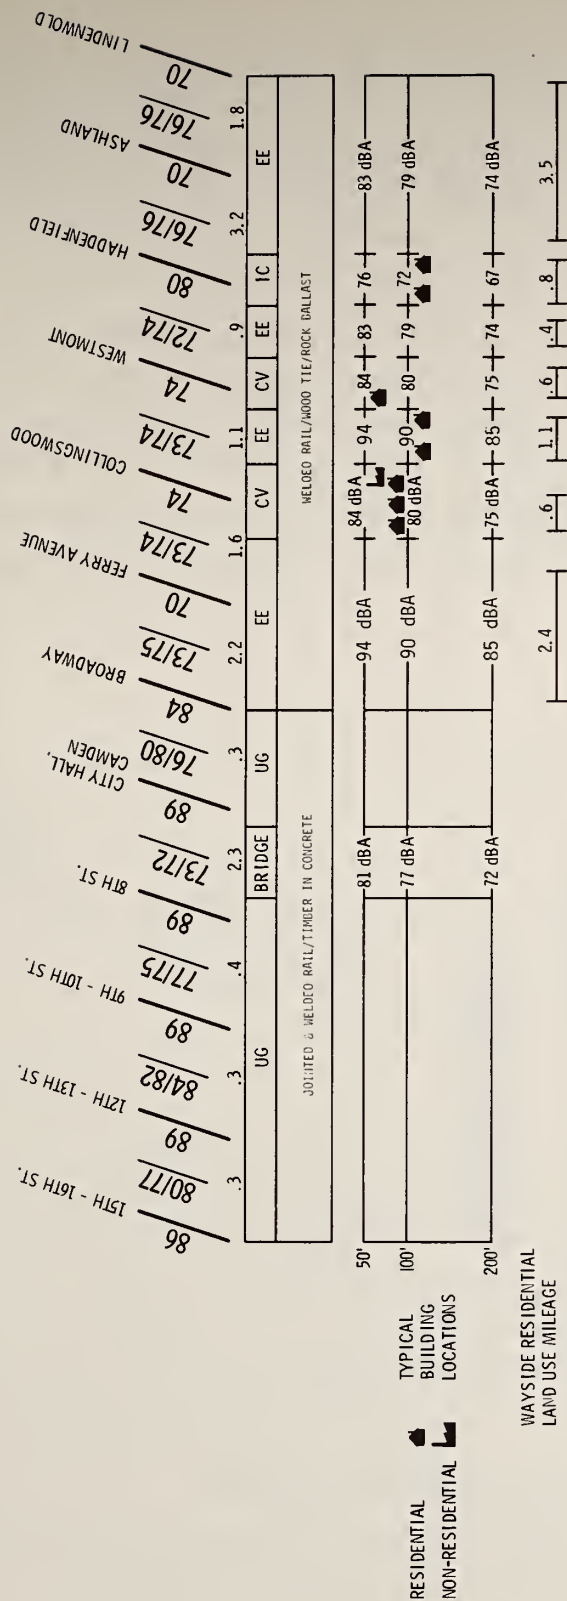 15TH - 16TH ST.
12TH - 13TH ST.
9TH - 10TH ST.
8TH ST.
CITY HALL,
CAMDEN
BROADWAY
FERRY AVENUE
COLLINGSWOOD
WESTMONT
HADDENFIELD
ASHLAND
LINDENWOLD
86 80/77 89 84/82 89 77/75 89 73/72 89 76/80 84 73/75 70 73/74 74 73/74 74 72/74 80 76/76 70 76/76 70
.3 .3 .4 2.3 .3 2.2 1.6 1.1 .9 3.2 1.8
UG BRIDGE UG EE CV EE CV EE IC EE
JOINTED & WELDED RAIL/TIMBER IN CONCRETE WELDED RAIL/WOOD TIE/ROCK BALLAST
50' 81 dBA 94 dBA 84 dBA 94 84 83 76 83 dBA
100' 77 dBA 90 dBA 80 dBA 90 80 79 72 79 dBA
200' 72 dBA 85 dBA 75 dBA 85 75 74 67 74 dBA
RESIDENTIAL
NON-RESIDENTIAL
TYPICAL
BUILDING
LOCATIONS
WAYSIDE RESIDENTIAL
LAND USE MILEAGE
2.4 .6 1.1 .6 .4 .8 3.5